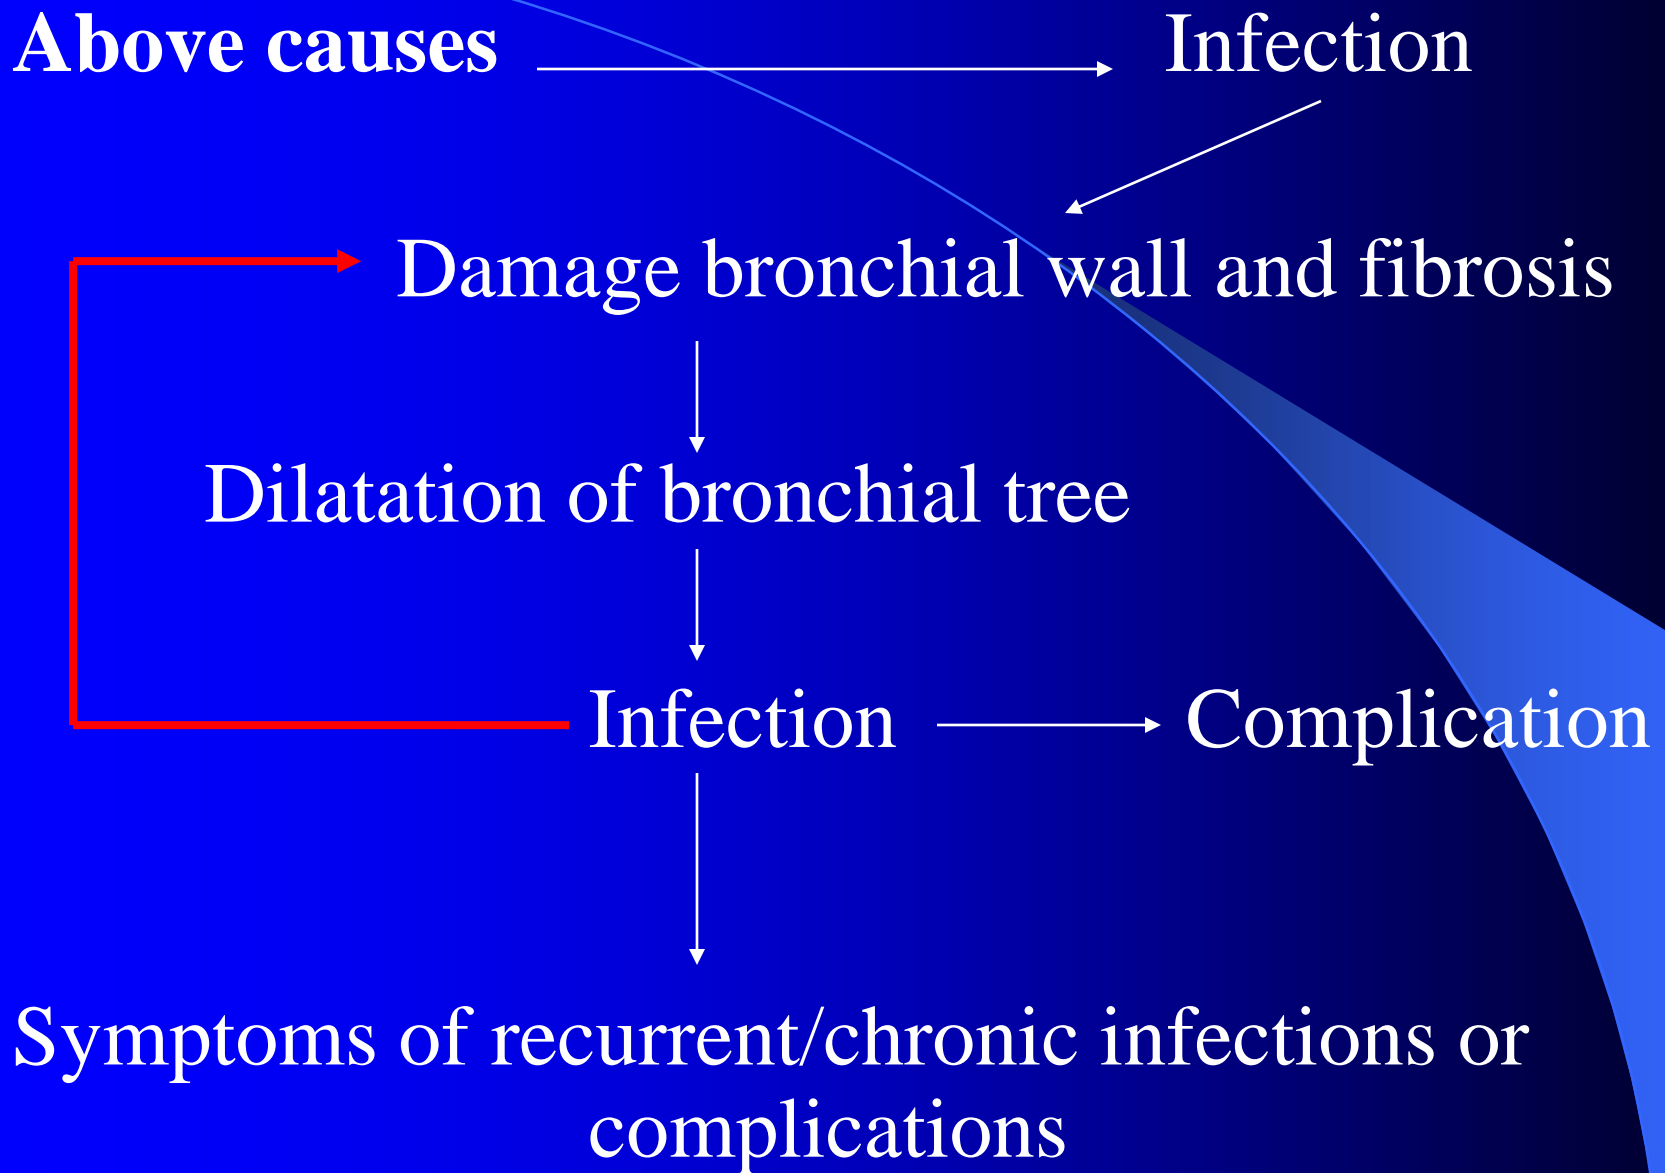 Above causes Infection
Damage bronchial wall and fibrosis
Dilatation of bronchial tree
Infection Complication
Symptoms of recurrent/chronic infections or
complications